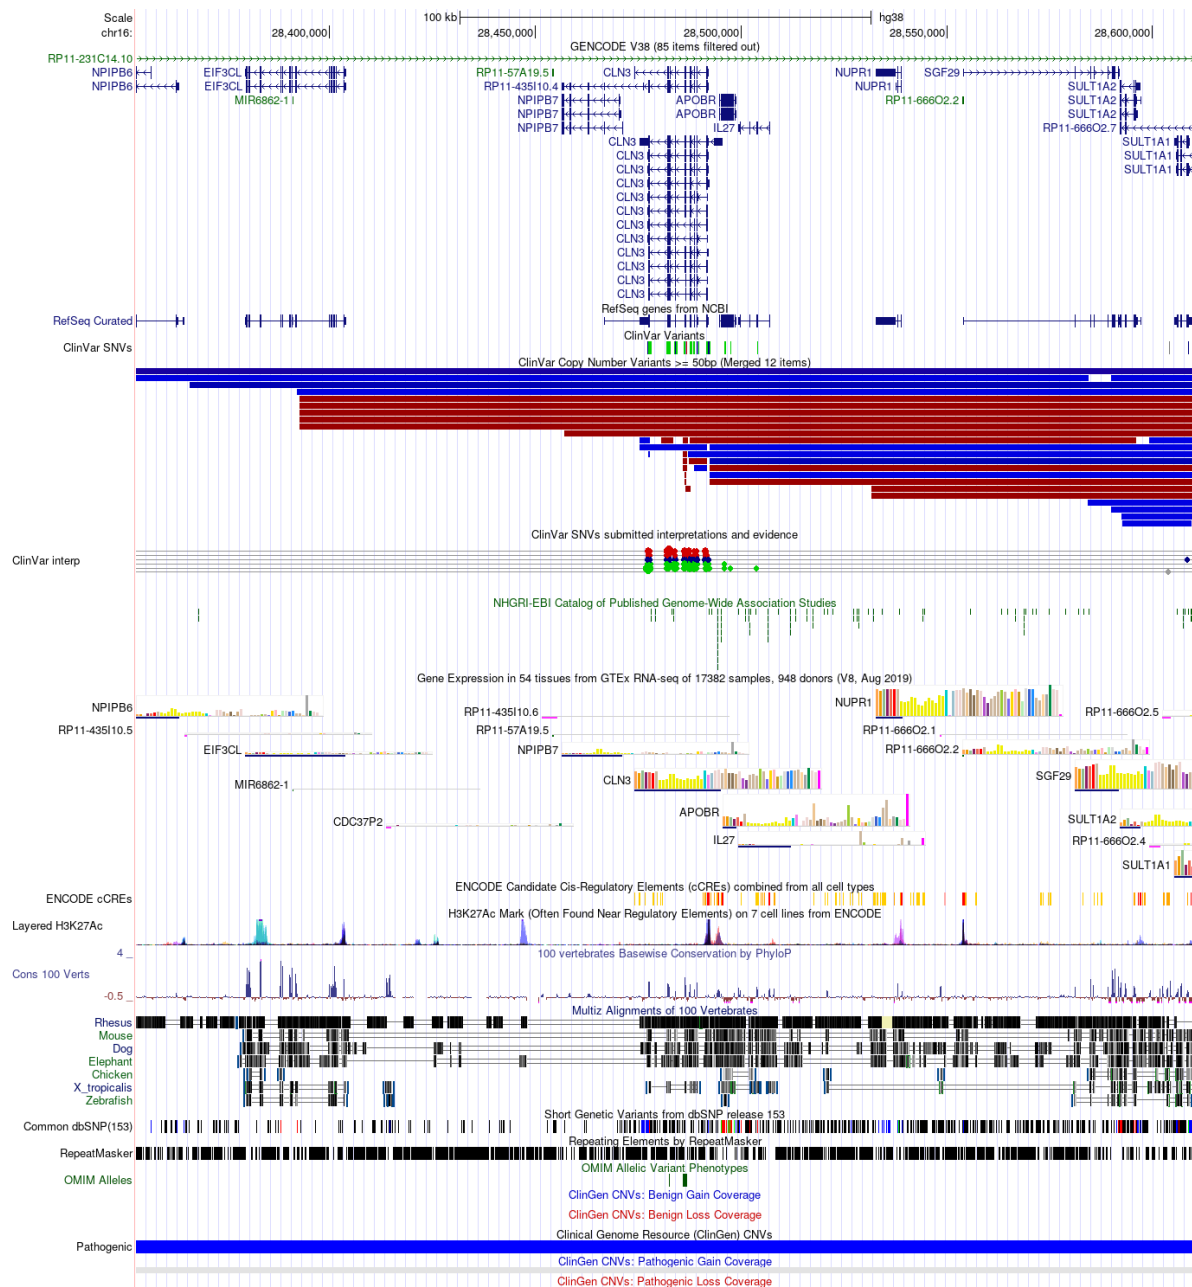 Scale 100 kb hg38
chr16: 28,400,000 28,450,000 28,500,000 28,550,000 28,600,000
GENCODE V38 (85 items filtered out)
RP11-231C14.10
NPIPB6 EIF3CL RP11-57A19.5 CLN3 NUPR1 SGF29
NPIPB6 EIF3CL RP11-435I10.4 NUPR1 SULT1A2
MIR6862-1 NPIPB7 APOBR RP11-666O2.2 SULT1A2
NPIPB7 APOBR SULT1A2
NPIPB7 IL27 RP11-666O2.7
CLN3 SULT1A1
CLN3 SULT1A1
CLN3 SULT1A1
CLN3
CLN3
CLN3
CLN3
CLN3
CLN3
CLN3
CLN3
CLN3
RefSeq genes from NCBI
RefSeq Curated
ClinVar Variants
ClinVar SNVs
ClinVar Copy Number Variants >= 50bp (Merged 12 items)
ClinVar SNVs submitted interpretations and evidence
ClinVar interp
NHGRI-EBI Catalog of Published Genome-Wide Association Studies
Gene Expression in 54 tissues from GTEx RNA-seq of 17382 samples, 948 donors (V8, Aug 2019)
NPIPB6 RP11-435I10.6 NUPR1 RP11-666O2.5
RP11-435I10.5 RP11-57A19.5 RP11-666O2.1
EIF3CL NPIPB7 RP11-666O2.2
MIR6862-1 CLN3 SGF29
CDC37P2 APOBR SULT1A2
IL27 RP11-666O2.4
SULT1A1
ENCODE Candidate Cis-Regulatory Elements (cCREs) combined from all cell types
ENCODE cCREs
H3K27Ac Mark (Often Found Near Regulatory Elements) on 7 cell lines from ENCODE
Layered H3K27Ac
100 vertebrates Basewise Conservation by PhyloP
4 _
Cons 100 Verts
-0.5 _
Multiz Alignments of 100 Vertebrates
Rhesus
Mouse
Dog
Elephant
Chicken
X_tropicalis
Zebrafish
Short Genetic Variants from dbSNP release 153
Common dbSNP(153)
Repeating Elements by RepeatMasker
RepeatMasker
OMIM Allelic Variant Phenotypes
OMIM Alleles
ClinGen CNVs: Benign Gain Coverage
ClinGen CNVs: Benign Loss Coverage
Clinical Genome Resource (ClinGen) CNVs
Pathogenic
ClinGen CNVs: Pathogenic Gain Coverage
ClinGen CNVs: Pathogenic Loss Coverage